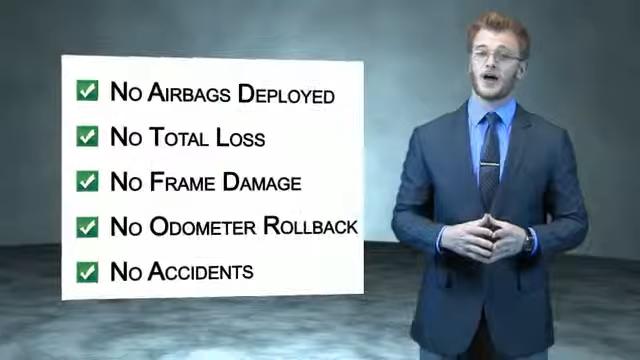 No Airbags Deployed
No Total Loss
No Frame Damage
No Odometer Rollback
No Accidents